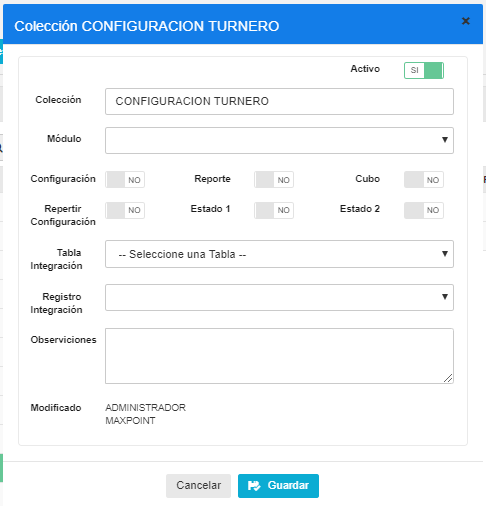 Colección CONFIGURACION TURNERO
×
Activo SI
Colección CONFIGURACION TURNERO
Módulo
Configuración NO Reporte NO Cubo NO
Repertir
Configuración NO Estado 1 NO Estado 2 NO
Tabla
Integración -- Seleccione una Tabla --
Registro
Integración
Observiciones
Modificado ADMINISTRADOR
MAXPOINT
Cancelar Guardar